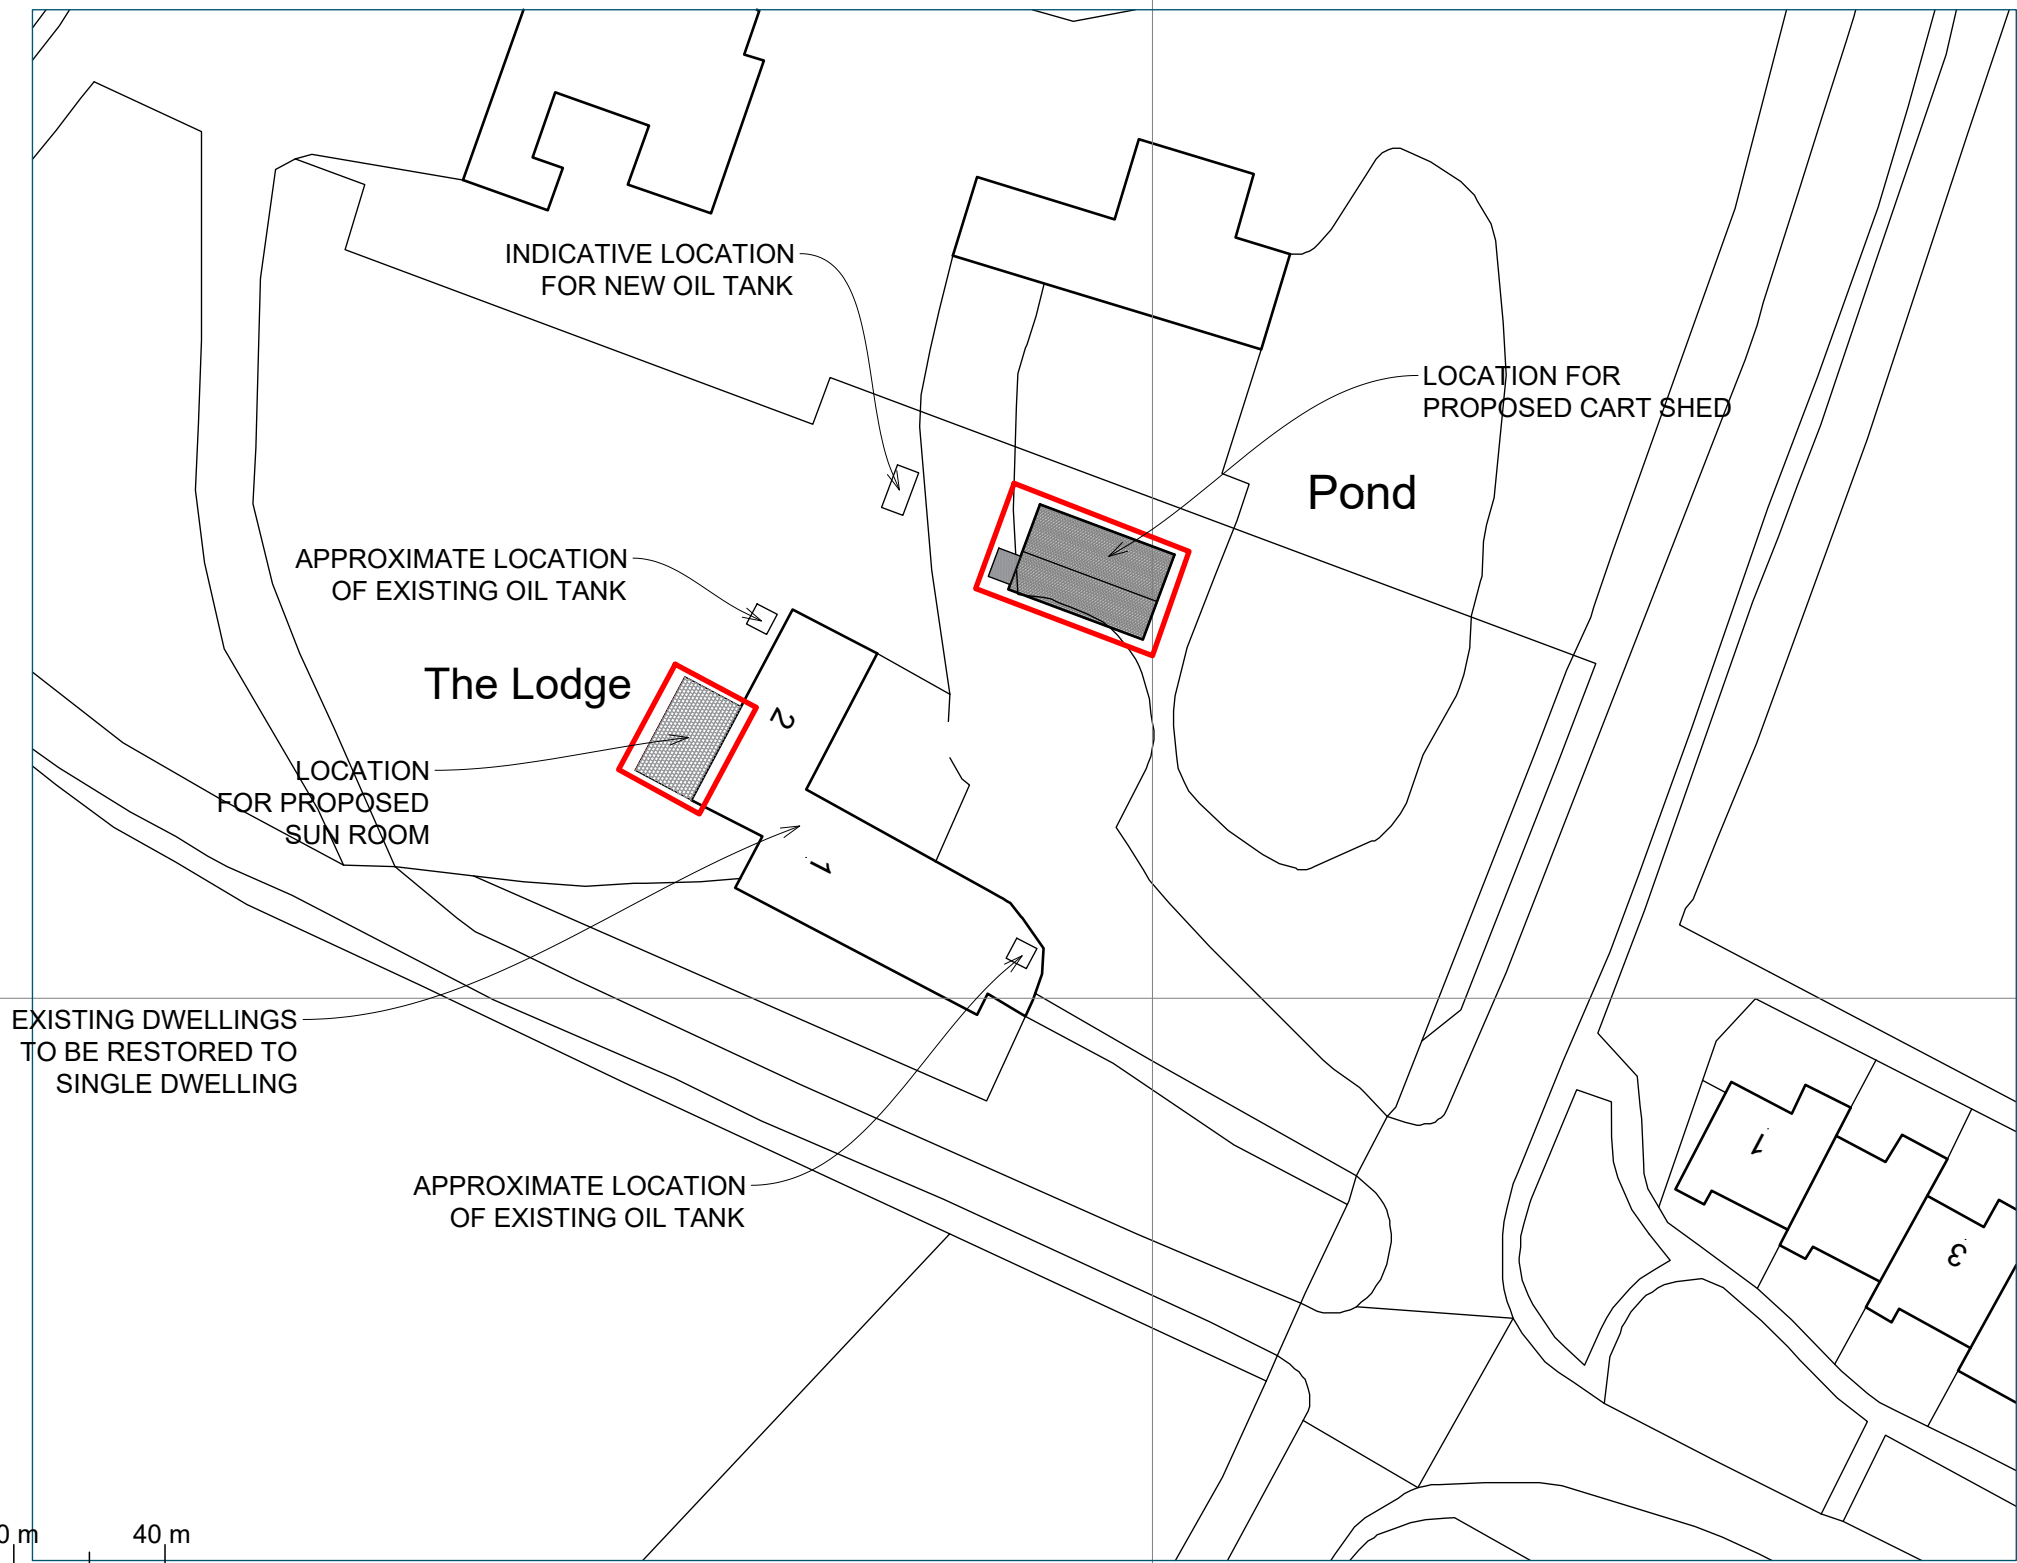 INDICATIVE LOCATION
FOR NEW OIL TANK
LOCATION FOR
PROPOSED CART SHED
Pond
APPROXIMATE LOCATION
OF EXISTING OIL TANK
The Lodge
2
LOCATION
FOR PROPOSED
SUN ROOM
1
EXISTING DWELLINGS
TO BE RESTORED TO
SINGLE DWELLING
1
3
APPROXIMATE LOCATION
OF EXISTING OIL TANK
0 m
40 m